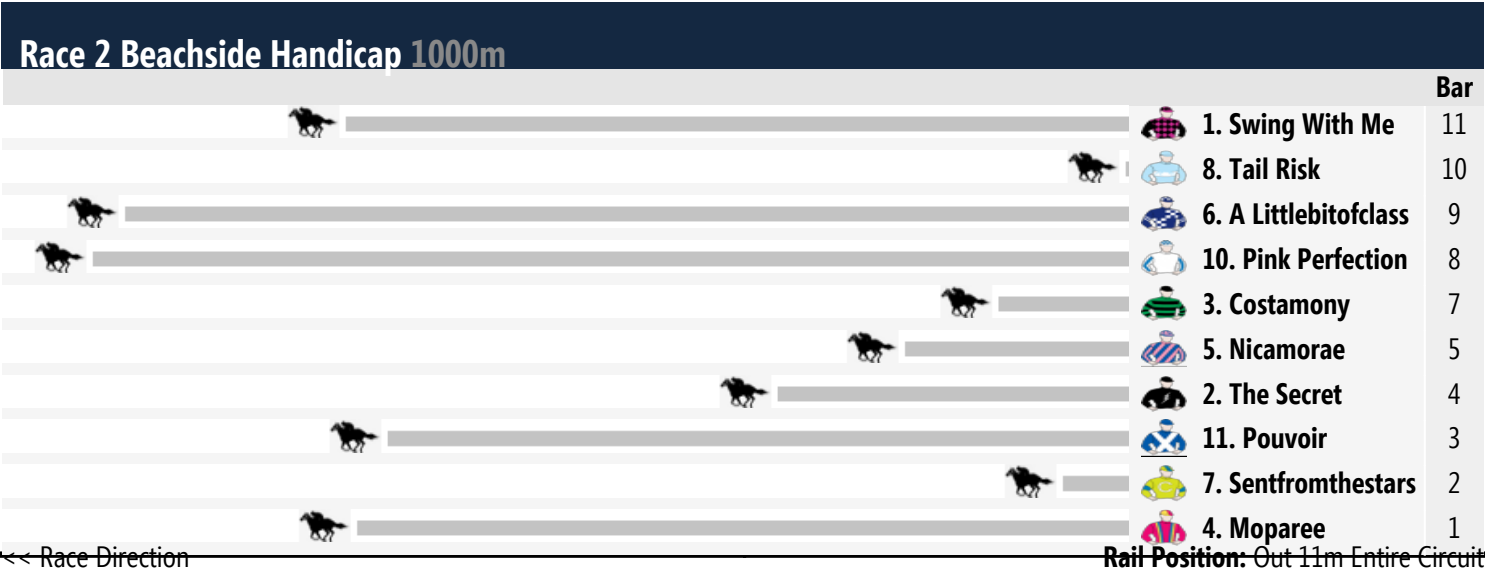 Race 2 Beachside Handicap 1000m
Bar
1. Swing With Me 11
8. Tail Risk 10
6. A Littlebitofclass 9
10. Pink Perfection 8
3. Costamony 7
5. Nicamorae 5
2. The Secret 4
11. Pouvoir 3
7. Sentfromthestars 2
4. Moparee 1
<< Race Direction Rail Position: Out 11m Entire Circuit